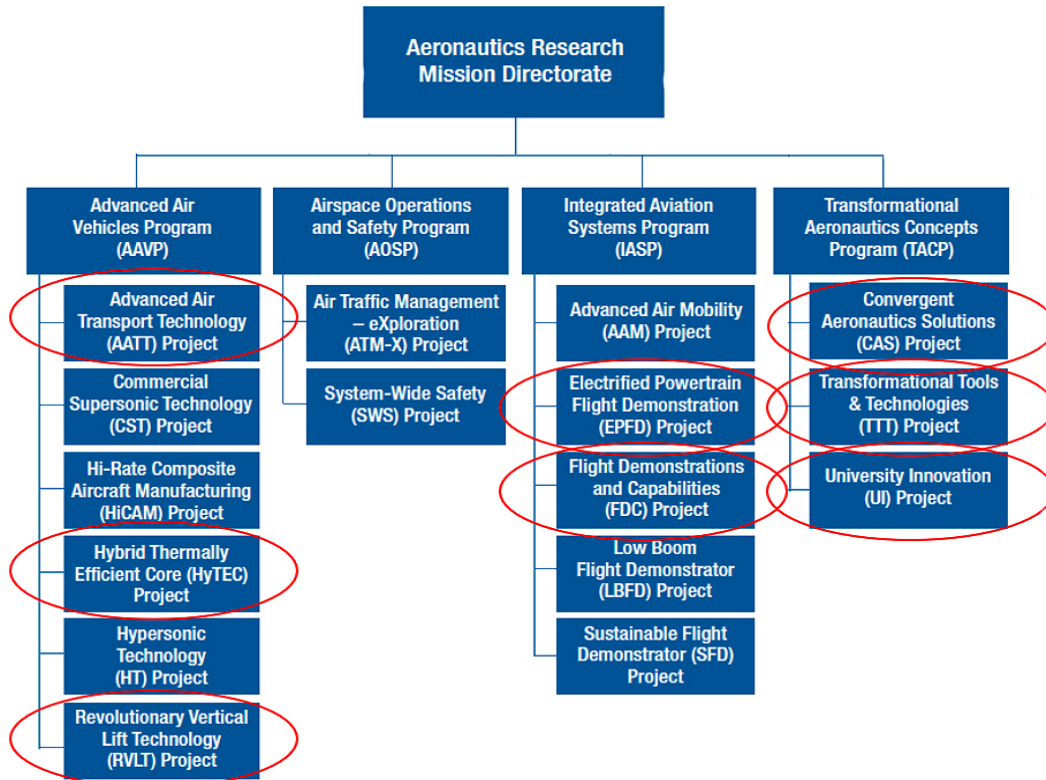 Aeronautics Research
Mission Directorate
Advanced Air
Vehicles Program
(AAVP)
Advanced Air
Transport Technology
(AATT) Project
Commercial
Supersonic Technology
(CST) Project
Hi-Rate Composite
Aircraft Manufacturing
(HiCAM) Project
Hybrid Thermally
Efficient Core (HyTEC)
Project
Hypersonic
Technology
(HT) Project
Revolutionary Vertical
Lift Technology
(RVLT) Project
Airspace Operations
and Safety Program
(AOSP)
Air Traffic Management
– eXploration
(ATM-X) Project
System-Wide Safety
(SWS) Project
Integrated Aviation
Systems Program
(IASP)
Advanced Air Mobility
(AAM) Project
Electrified Powertrain
Flight Demonstration
(EPFD) Project
Flight Demonstrations
and Capabilities
(FDC) Project
Low Boom
Flight Demonstrator
(LBFD) Project
Sustainable Flight
Demonstrator (SFD)
Project
Transformational
Aeronautics Concepts
Program (TACP)
Convergent
Aeronautics Solutions
(CAS) Project
Transformational Tools
& Technologies
(TTT) Project
University Innovation
(UI) Project